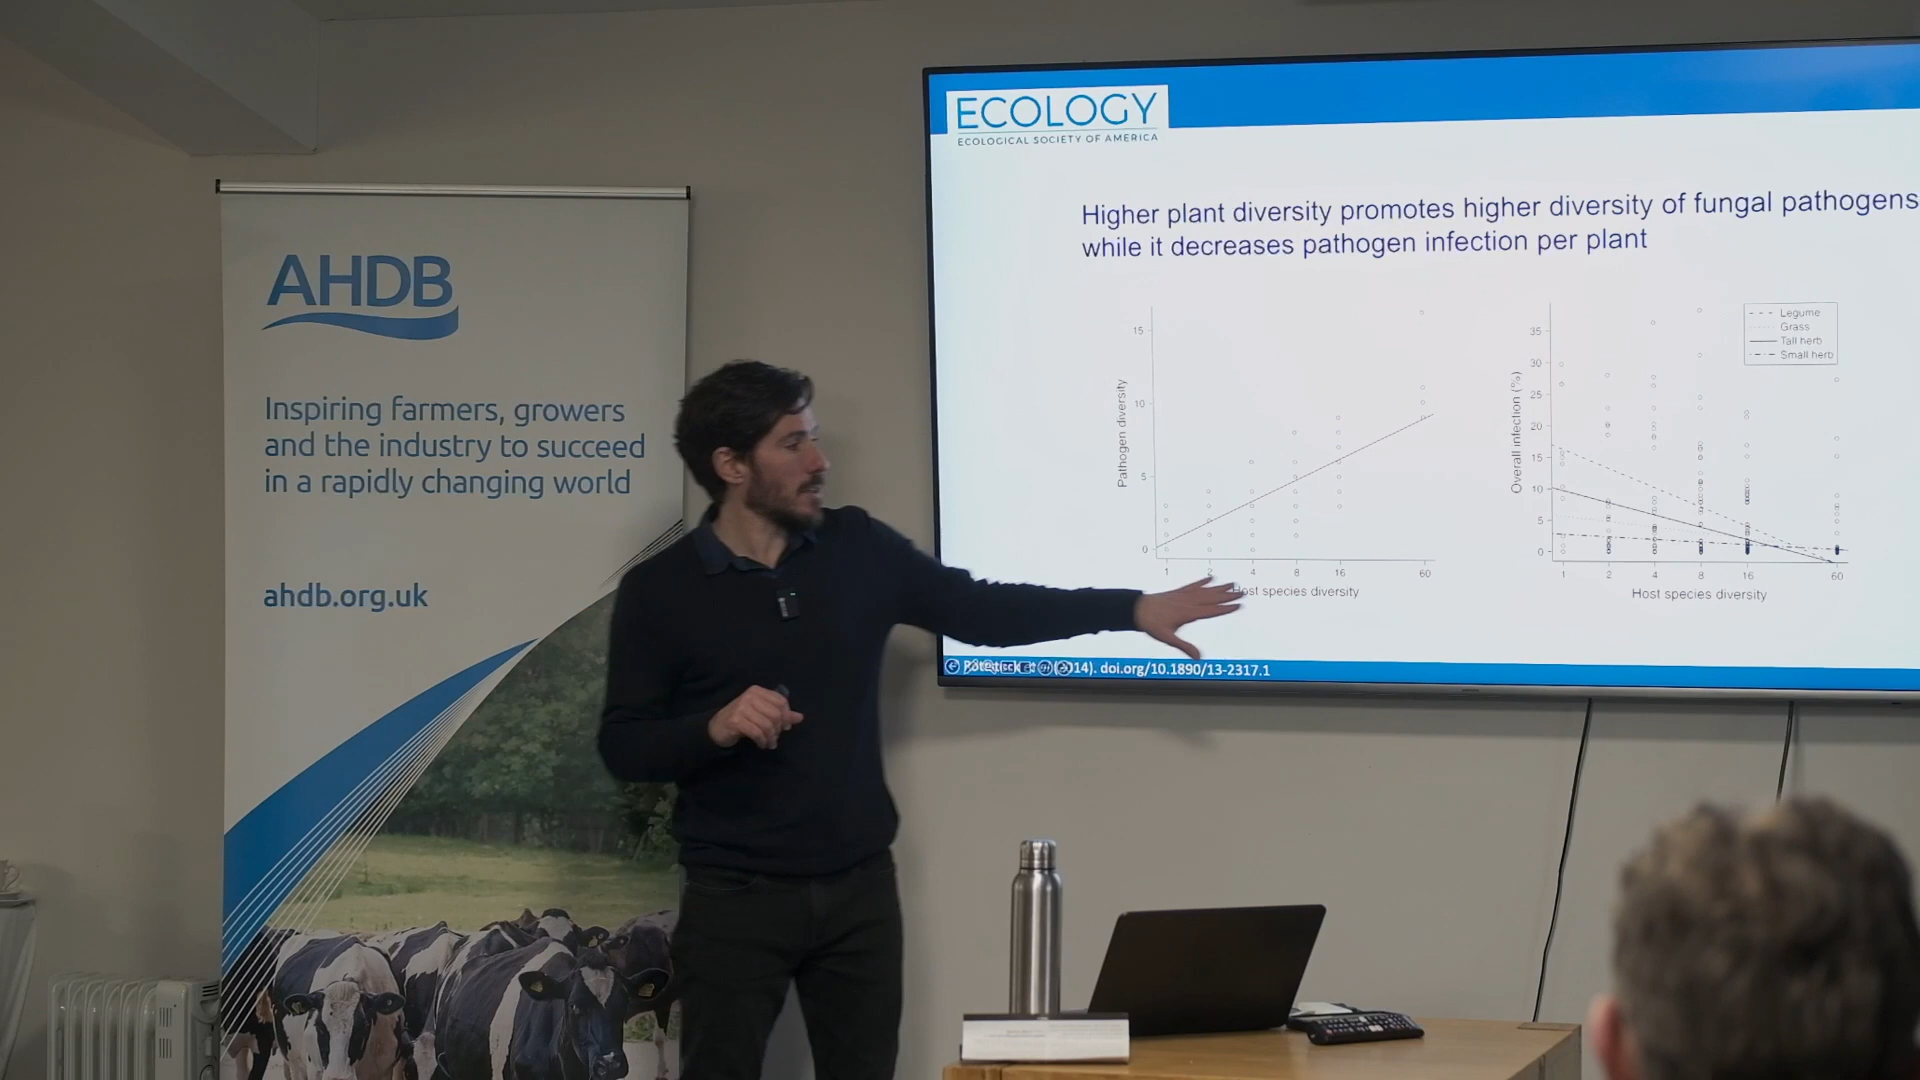 AHDB
Inspiring farmers, growers
and the industry to succeed
in a rapidly changing world
ahdb.org.uk
ECOLOGY
ECOLOGICAL SOCIETY OF AMERICA
Higher plant diversity promotes higher diversity of fungal pathogens
while it decreases pathogen infection per plant
Pathogen diversity
15
10
5
0
1 2 4 8 16 60
Host species diversity
Overall infection (%)
35
30
25
20
15
10
5
0
1 2 4 8 16 60
Host species diversity
Legume
Grass
Tall herb
Small herb
(2014). doi.org/10.1890/13-2317.1